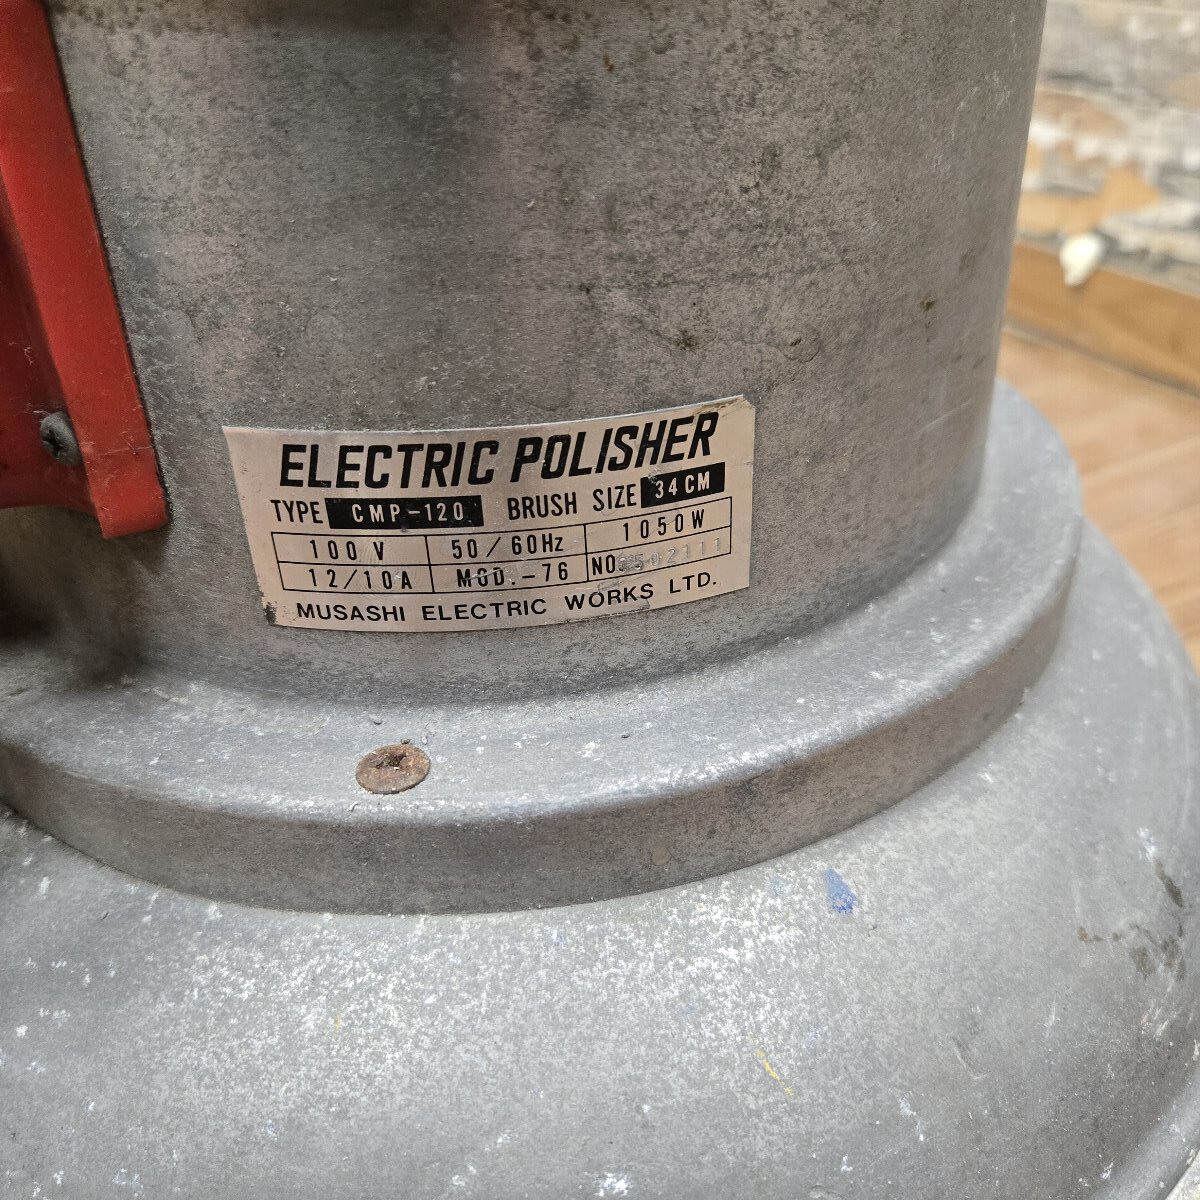 ELECTRIC POLISHER
TYPE CMP-120 BRUSH SIZE 34CM
100V 50/60Hz 1050W
12/10A MOD.-76 NO.
MUSASHI ELECTRIC WORKS LTD.